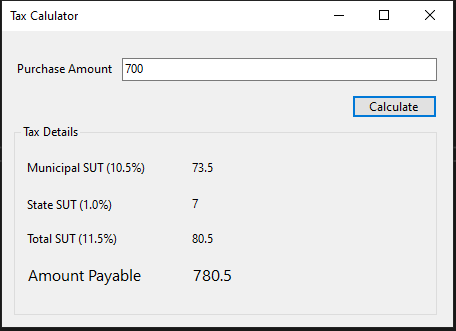 Tax Calulator
Purchase Amount 700
Calculate
Tax Details
Municipal SUT (10.5%) 73.5
State SUT (1.0%) 7
Total SUT (11.5%) 80.5
Amount Payable 780.5